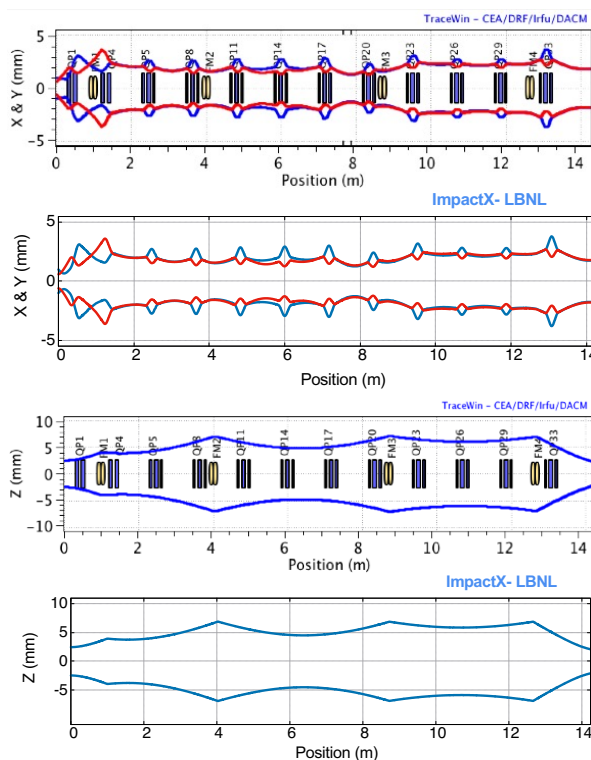 TraceWin - CEA/DRF/Irfu/DACM
5
0
-5
X & Y (mm)
QP1
FM1
QP4
QP5
QP8
FM2
QP11
QP14
QP17
QP20
FM3
QP23
QP26
QP29
FM4
QP33
0 2 4 6 8 10 12 14
Position (m)
ImpactX- LBNL
5
0
-5
X & Y (mm)
0 2 4 6 8 10 12 14
Position (m)
TraceWin - CEA/DRF/Irfu/DACM
10
5
0
-5
-10
Z (mm)
QP1
FM1
QP4
QP5
QP8
FM2
QP11
QP14
QP17
QP20
FM3
QP23
QP26
QP29
FM4
QP33
0 2 4 6 8 10 12 14
Position (m)
ImpactX- LBNL
10
5
0
-5
Z (mm)
0 2 4 6 8 10 12 14
Position (m)